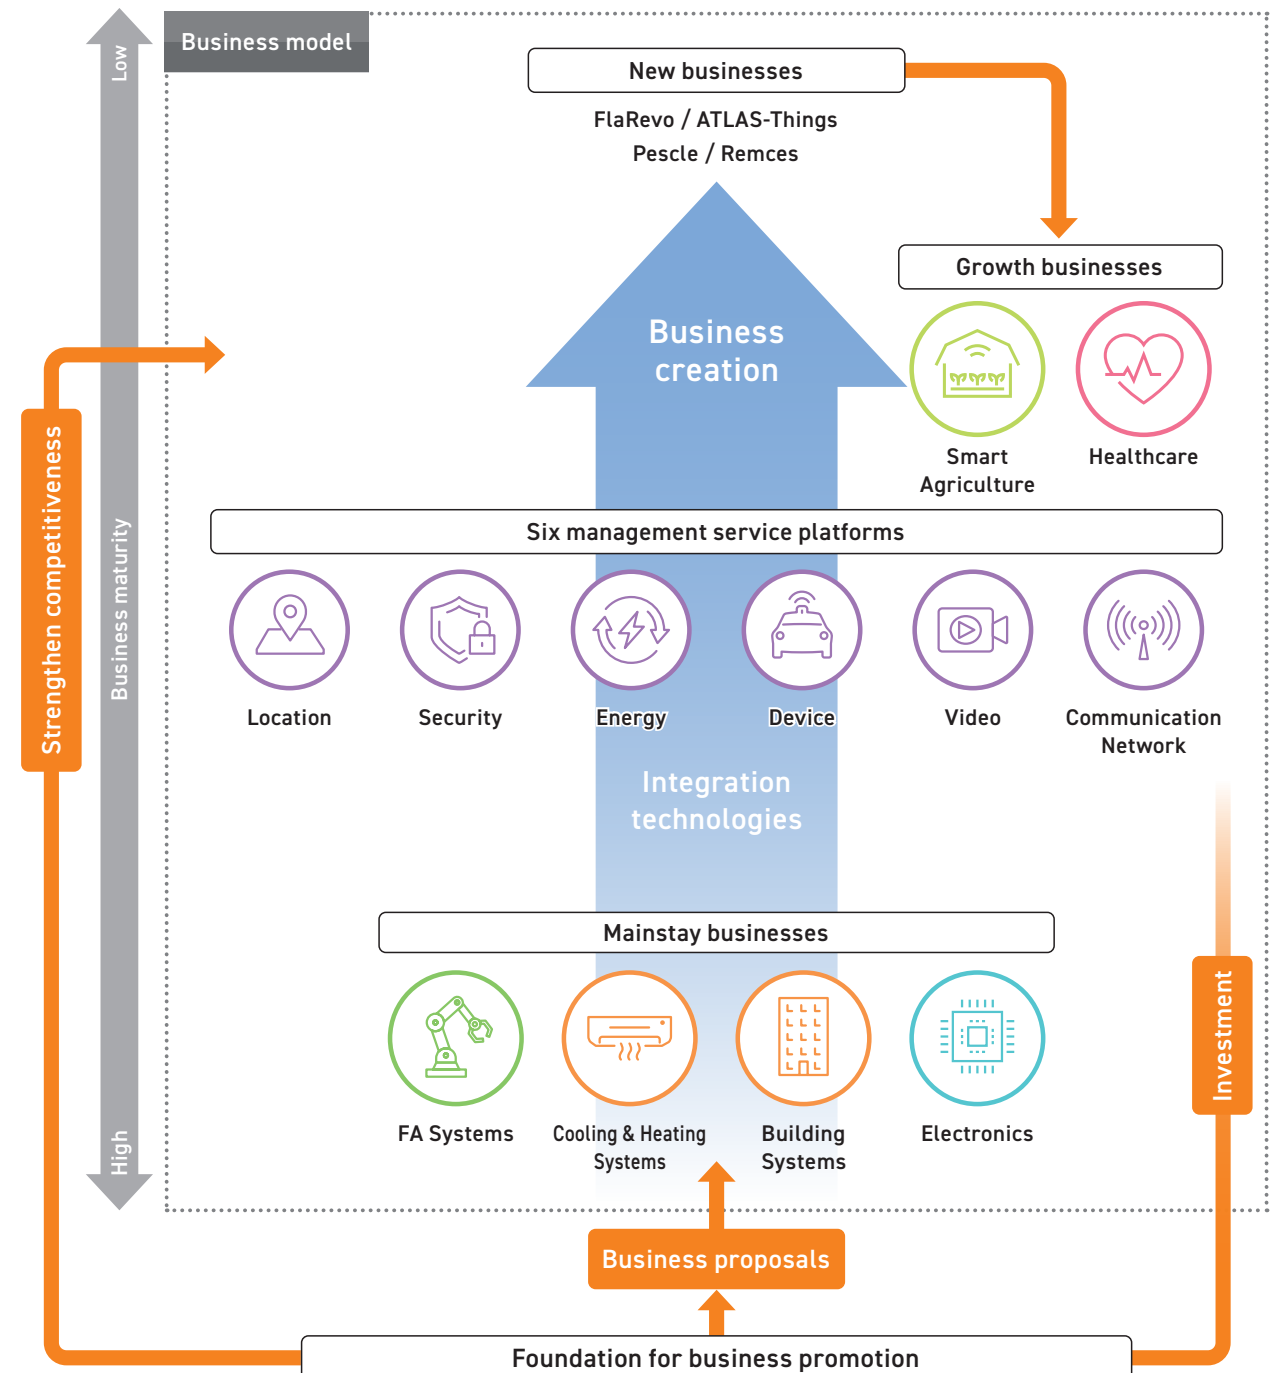 Business model
Low
New businesses
FlaRevo / ATLAS-Things
Pescle / Remces
Growth businesses
Business
creation
Smart
Agriculture
Healthcare
Strengthen competitiveness
Business maturity
Six management service platforms
Location
Security
Energy
Device
Video
Communication
Network
Integration
technologies
Mainstay businesses
FA Systems
Cooling & Heating
Systems
Building
Systems
Electronics
Investment
High
Business proposals
Foundation for business promotion